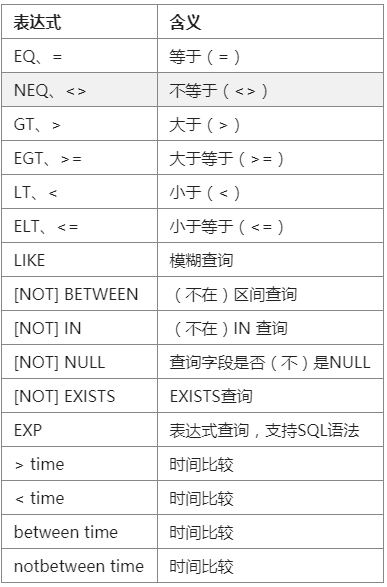 表达式 含义
EQ、= 等于（=）
NEQ、<> 不等于（<>）
GT、> 大于（>）
EGT、>= 大于等于（>=）
LT、< 小于（<）
ELT、<= 小于等于（<=）
LIKE 模糊查询
[NOT] BETWEEN （不在）区间查询
[NOT] IN （不在）IN 查询
[NOT] NULL 查询字段是否（不）是NULL
[NOT] EXISTS EXISTS查询
EXP 表达式查询，支持SQL语法
> time 时间比较
< time 时间比较
between time 时间比较
notbetween time 时间比较